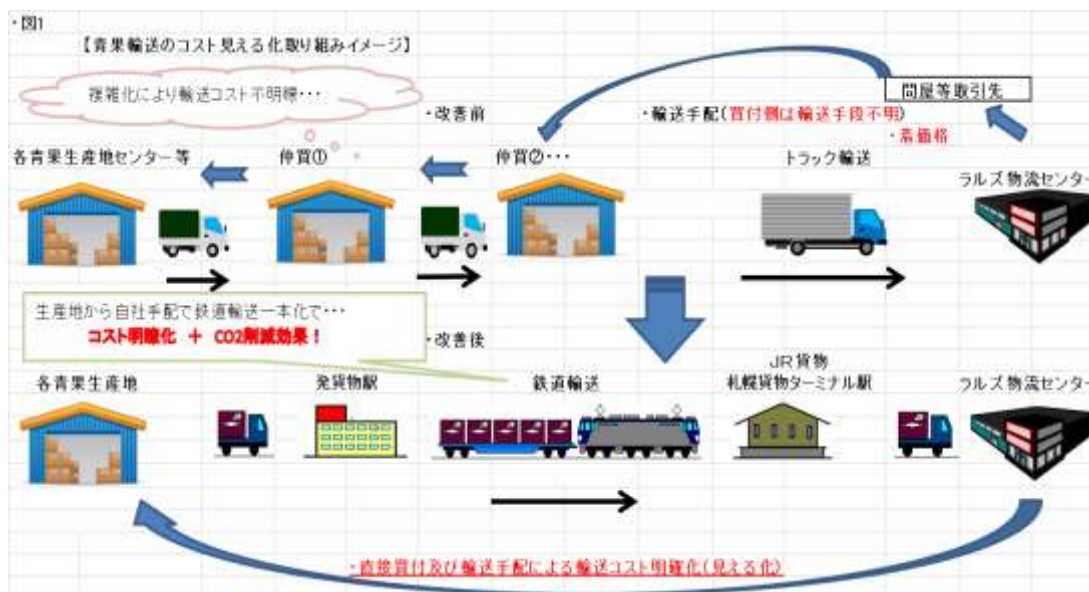 ・図1
【青果輸送のコスト見える化取り組みイメージ】
複雑化により輸送コスト不明瞭・・・
・改善前
・輸送手配(買付側は輸送手段不明)
問屋等取引先
・着価格
各青果生産地センター等
仲買①
仲買②・・・
トラック輸送
ラルズ物流センター
生産地から自社手配で鉄道輸送一本化で・・・
コスト明瞭化 + CO2削減効果!
・改善後
各青果生産地
発貨物駅
鉄道輸送
JR貨物
札幌貨物ターミナル駅
ラルズ物流センター
・直接買付及び輸送手配による輸送コスト明確化(見える化)